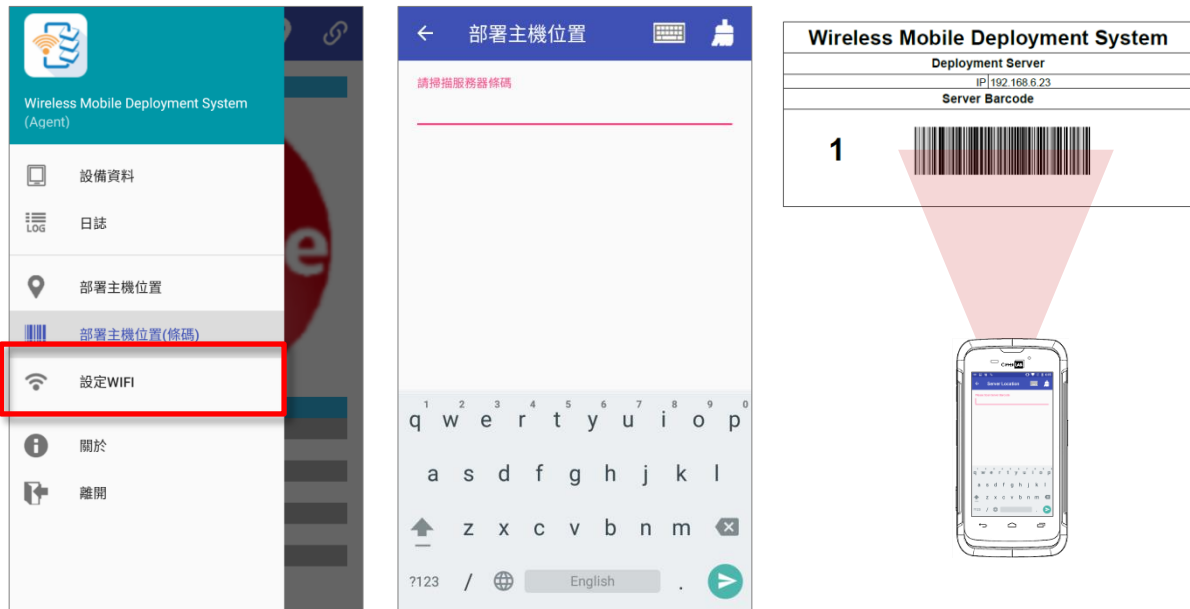 Wireless Mobile Deployment System
(Agent)
設備資料
LOG
日誌
部署主機位置
部署主機位置(條碼)
設定WIFI
關於
離開
e
部署主機位置
請掃描服務器條碼
1 2 3 4 5 6 7 8 9 0
q w e r t y u i o p
a s d f g h j k l
z x c v b n m
?123 / English .
Wireless Mobile Deployment System
Deployment Server
IP 192.168.6.23
Server Barcode
1
CipherLAB
Server Location
q w e r t y u i o p
a s d f g h j k l
z x c v b n m